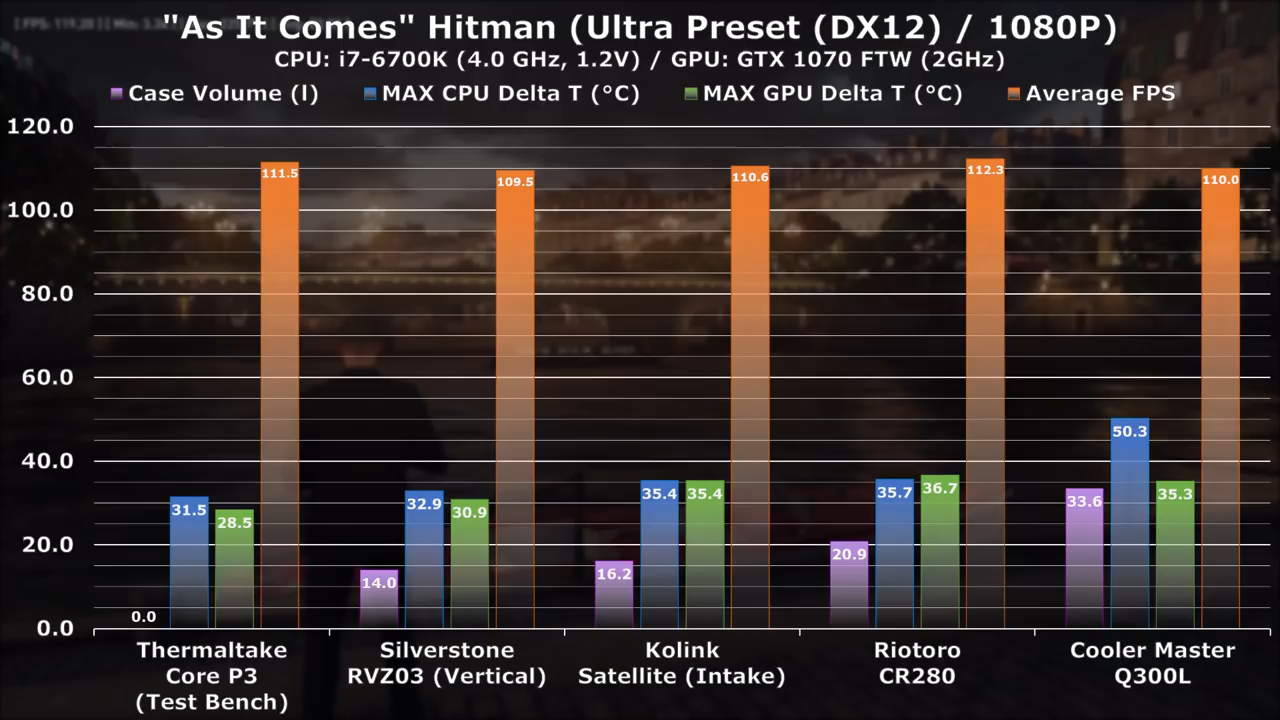 "As It Comes" Hitman (Ultra Preset (DX12) / 1080P)
CPU: i7-6700K (4.0 GHz, 1.2V) / GPU: GTX 1070 FTW (2GHz)
Case Volume (l) MAX CPU Delta T (°C) MAX GPU Delta T (°C) Average FPS
120.0
100.0
80.0
60.0
40.0
20.0
0.0
0.0 31.5 28.5 111.5
14.0 32.9 30.9 109.5
16.2 35.4 35.4 110.6
20.9 35.7 36.7 112.3
33.6 50.3 35.3 110.0
Thermaltake
Core P3
(Test Bench)
Silverstone
RVZ03 (Vertical)
Kolink
Satellite (Intake)
Riotoro
CR280
Cooler Master
Q300L